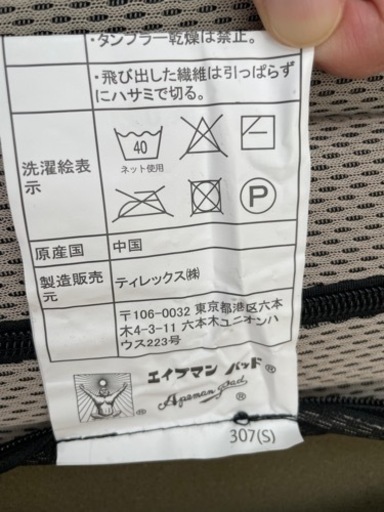 ・タンブラー乾燥は禁止。
・飛び出した繊維は引っぱらず
にハサミで切る。
洗濯絵表
示
40
ネット使用
P
原産国
中国
製造販売
元
ティレックス㈱
〒106-0032 東京都港区六本
木4-3-11 六本木ユニオンハ
ウス223号
エイプマン パッド®
Apeman goad®
®
307(S)